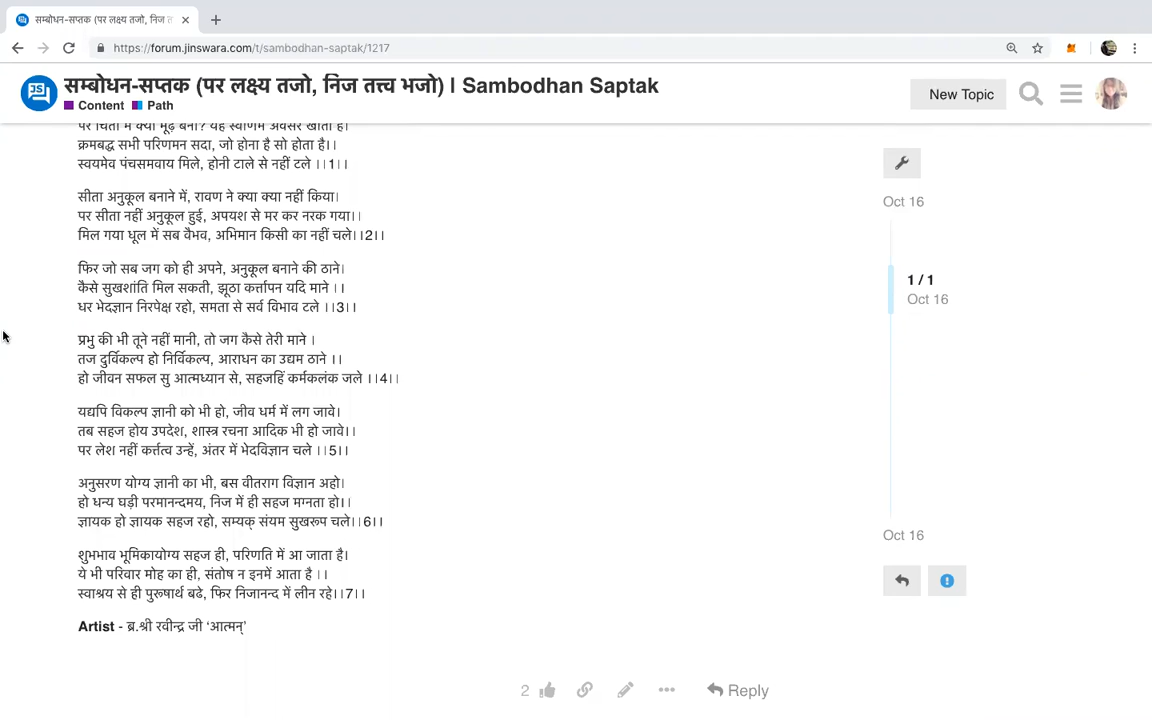 सम्बोधन-सप्तक (पर लक्ष्य तजो, निज त
https://forum.jinswara.com/t/sambodhan-saptak/1217
सम्बोधन-सप्तक (पर लक्ष्य तजो, निज तत्त्व भजो) | Sambodhan Saptak
Content Path
New Topic
पर चिंता में क्यों मूढ़ बना? यह स्वर्णिम अवसर खोता है।
क्रमबद्ध सभी परिणमन सदा, जो होना है सो होता है।।
स्वयमेव पंचसमवाय मिले, होनी टाले से नहीं टले ।।1।।
सीता अनुकूल बनाने में, रावण ने क्या क्या नहीं किया।
पर सीता नहीं अनुकूल हुई, अपयश से मर कर नरक गया।।
मिल गया धूल में सब वैभव, अभिमान किसी का नहीं चले।।2।।
फिर जो सब जग को ही अपने, अनुकूल बनाने की ठाने।
कैसे सुखशांति मिल सकती, झूठा कर्त्तापन यदि माने ।।
धर भेदज्ञान निरपेक्ष रहो, समता से सर्व विभाव टले ।।3।।
प्रभु की भी तूने नहीं मानी, तो जग कैसे तेरी माने ।
तज दुर्विकल्प हो निर्विकल्प, आराधन का उद्यम ठाने ।।
हो जीवन सफल सु आत्मध्यान से, सहजहिं कर्मकलंक जले ।।4।।
यद्यपि विकल्प ज्ञानी को भी हो, जीव धर्म में लग जावे।
तब सहज होय उपदेश, शास्त्र रचना आदिक भी हो जावे।।
पर लेश नहीं कर्त्तत्व उन्हें, अंतर में भेदविज्ञान चले ।।5।।
अनुसरण योग्य ज्ञानी का भी, बस वीतराग विज्ञान अहो।
हो धन्य घड़ी परमानन्दमय, निज में ही सहज मग्नता हो।।
ज्ञायक हो ज्ञायक सहज रहो, सम्यक् संयम सुखरूप चले।।6।।
शुभभाव भूमिकायोग्य सहज ही, परिणति में आ जाता है।
ये भी परिवार मोह का ही, संतोष न इनमें आता है ।।
स्वाश्रय से ही पुरूषार्थ बढे, फिर निजानन्द में लीन रहे।।7।।
Artist - ब्र.श्री रवीन्द्र जी ‘आत्मन्’
2
Reply
Oct 16
1 / 1
Oct 16
Oct 16